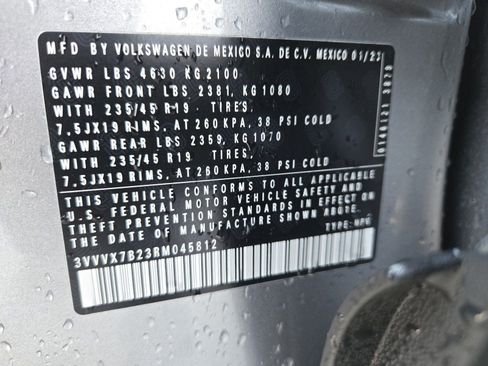 MFD BY VOLKSWAGEN DE MEXICO S.A. DE C.V. MEXICO 01/23
GVWR LBS 4630 KG 2100
GAWR FRONT LBS 2381, KG 1080
WITH 235/45 R19 TIRES,
7.5JX19 RIMS, AT 260 KPA, 38 PSI COLD
GAWR REAR LBS 2359, KG 1070
WITH 235/45 R19 TIRES,
7.5JX19 RIMS, AT 260 KPA, 38 PSI COLD
THIS VEHICLE CONFORMS TO ALL APPLICABLE
U.S. FEDERAL MOTOR VEHICLE SAFETY AND
THEFT PREVENTION STANDARDS IN EFFECT ON
THE DATE OF MANUFACTURE SHOWN ABOVE.
3VVVX7B23RM045812
TYPE: MPV